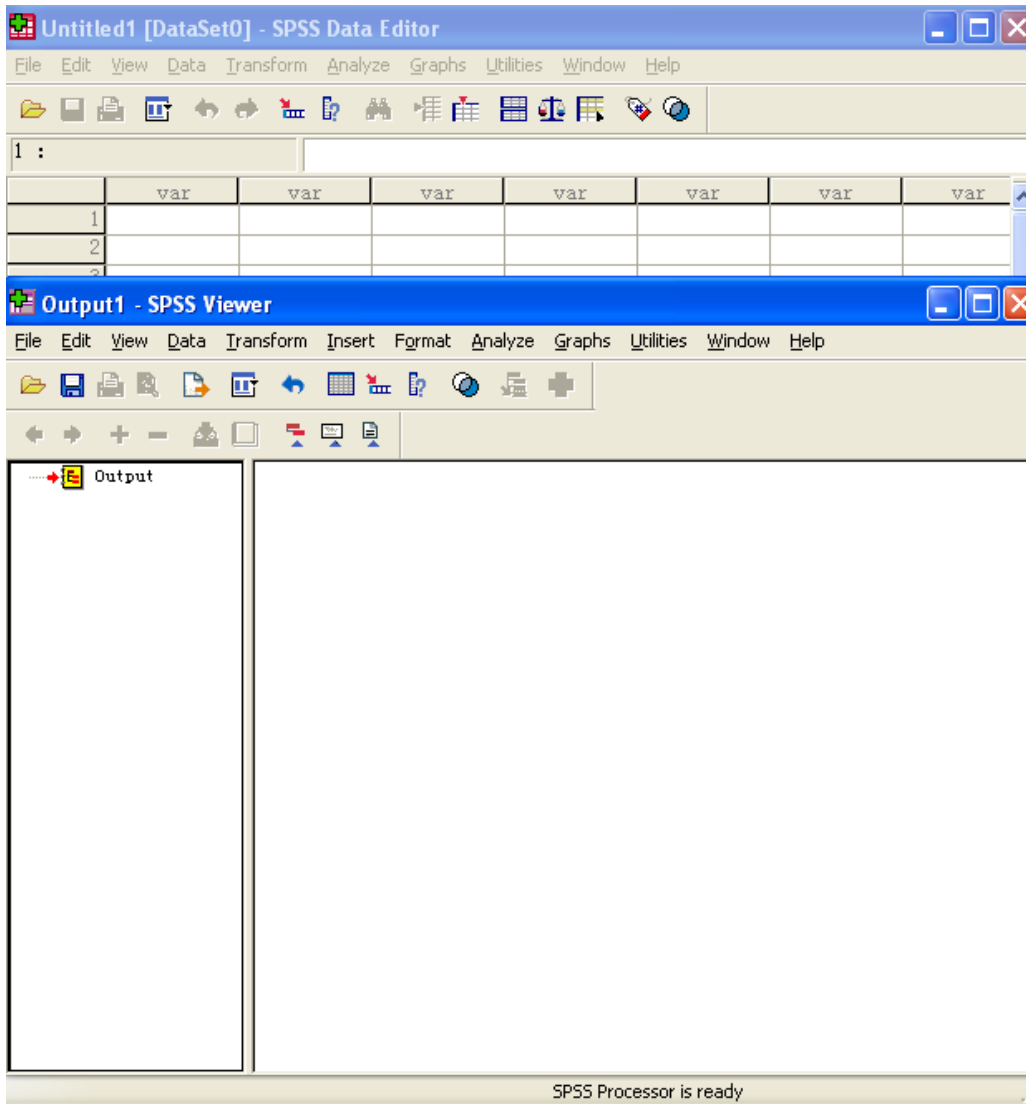 Untitled1 [DataSet0] - SPSS Data Editor
File Edit View Data Transform Analyze Graphs Utilities Window Help
1 :
var var var var var var var
1
2
3
Output1 - SPSS Viewer
File Edit View Data Transform Insert Format Analyze Graphs Utilities Window Help
Output
SPSS Processor is ready